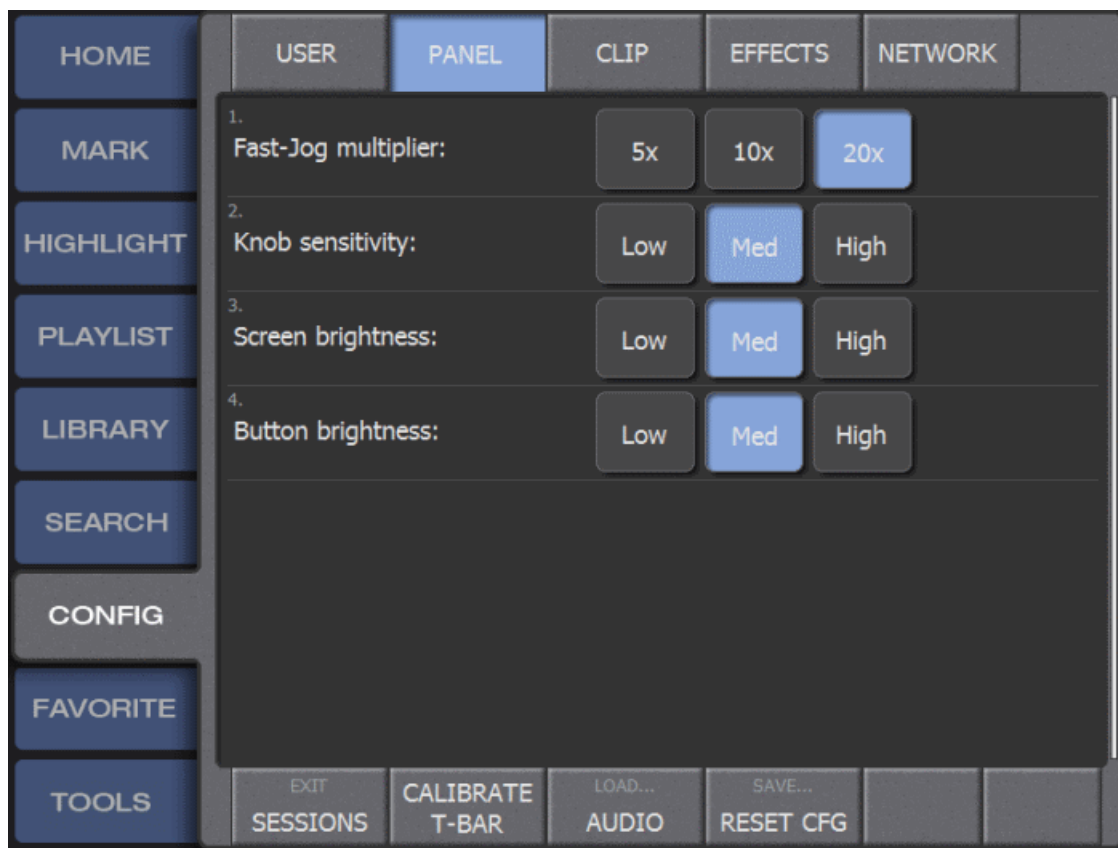 HOME
MARK
HIGHLIGHT
PLAYLIST
LIBRARY
SEARCH
CONFIG
FAVORITE
TOOLS
USER PANEL CLIP EFFECTS NETWORK
1.
Fast-Jog multiplier: 5x 10x 20x
2.
Knob sensitivity: Low Med High
3.
Screen brightness: Low Med High
4.
Button brightness: Low Med High
EXIT LOAD... SAVE...
SESSIONS CALIBRATE T-BAR AUDIO RESET CFG